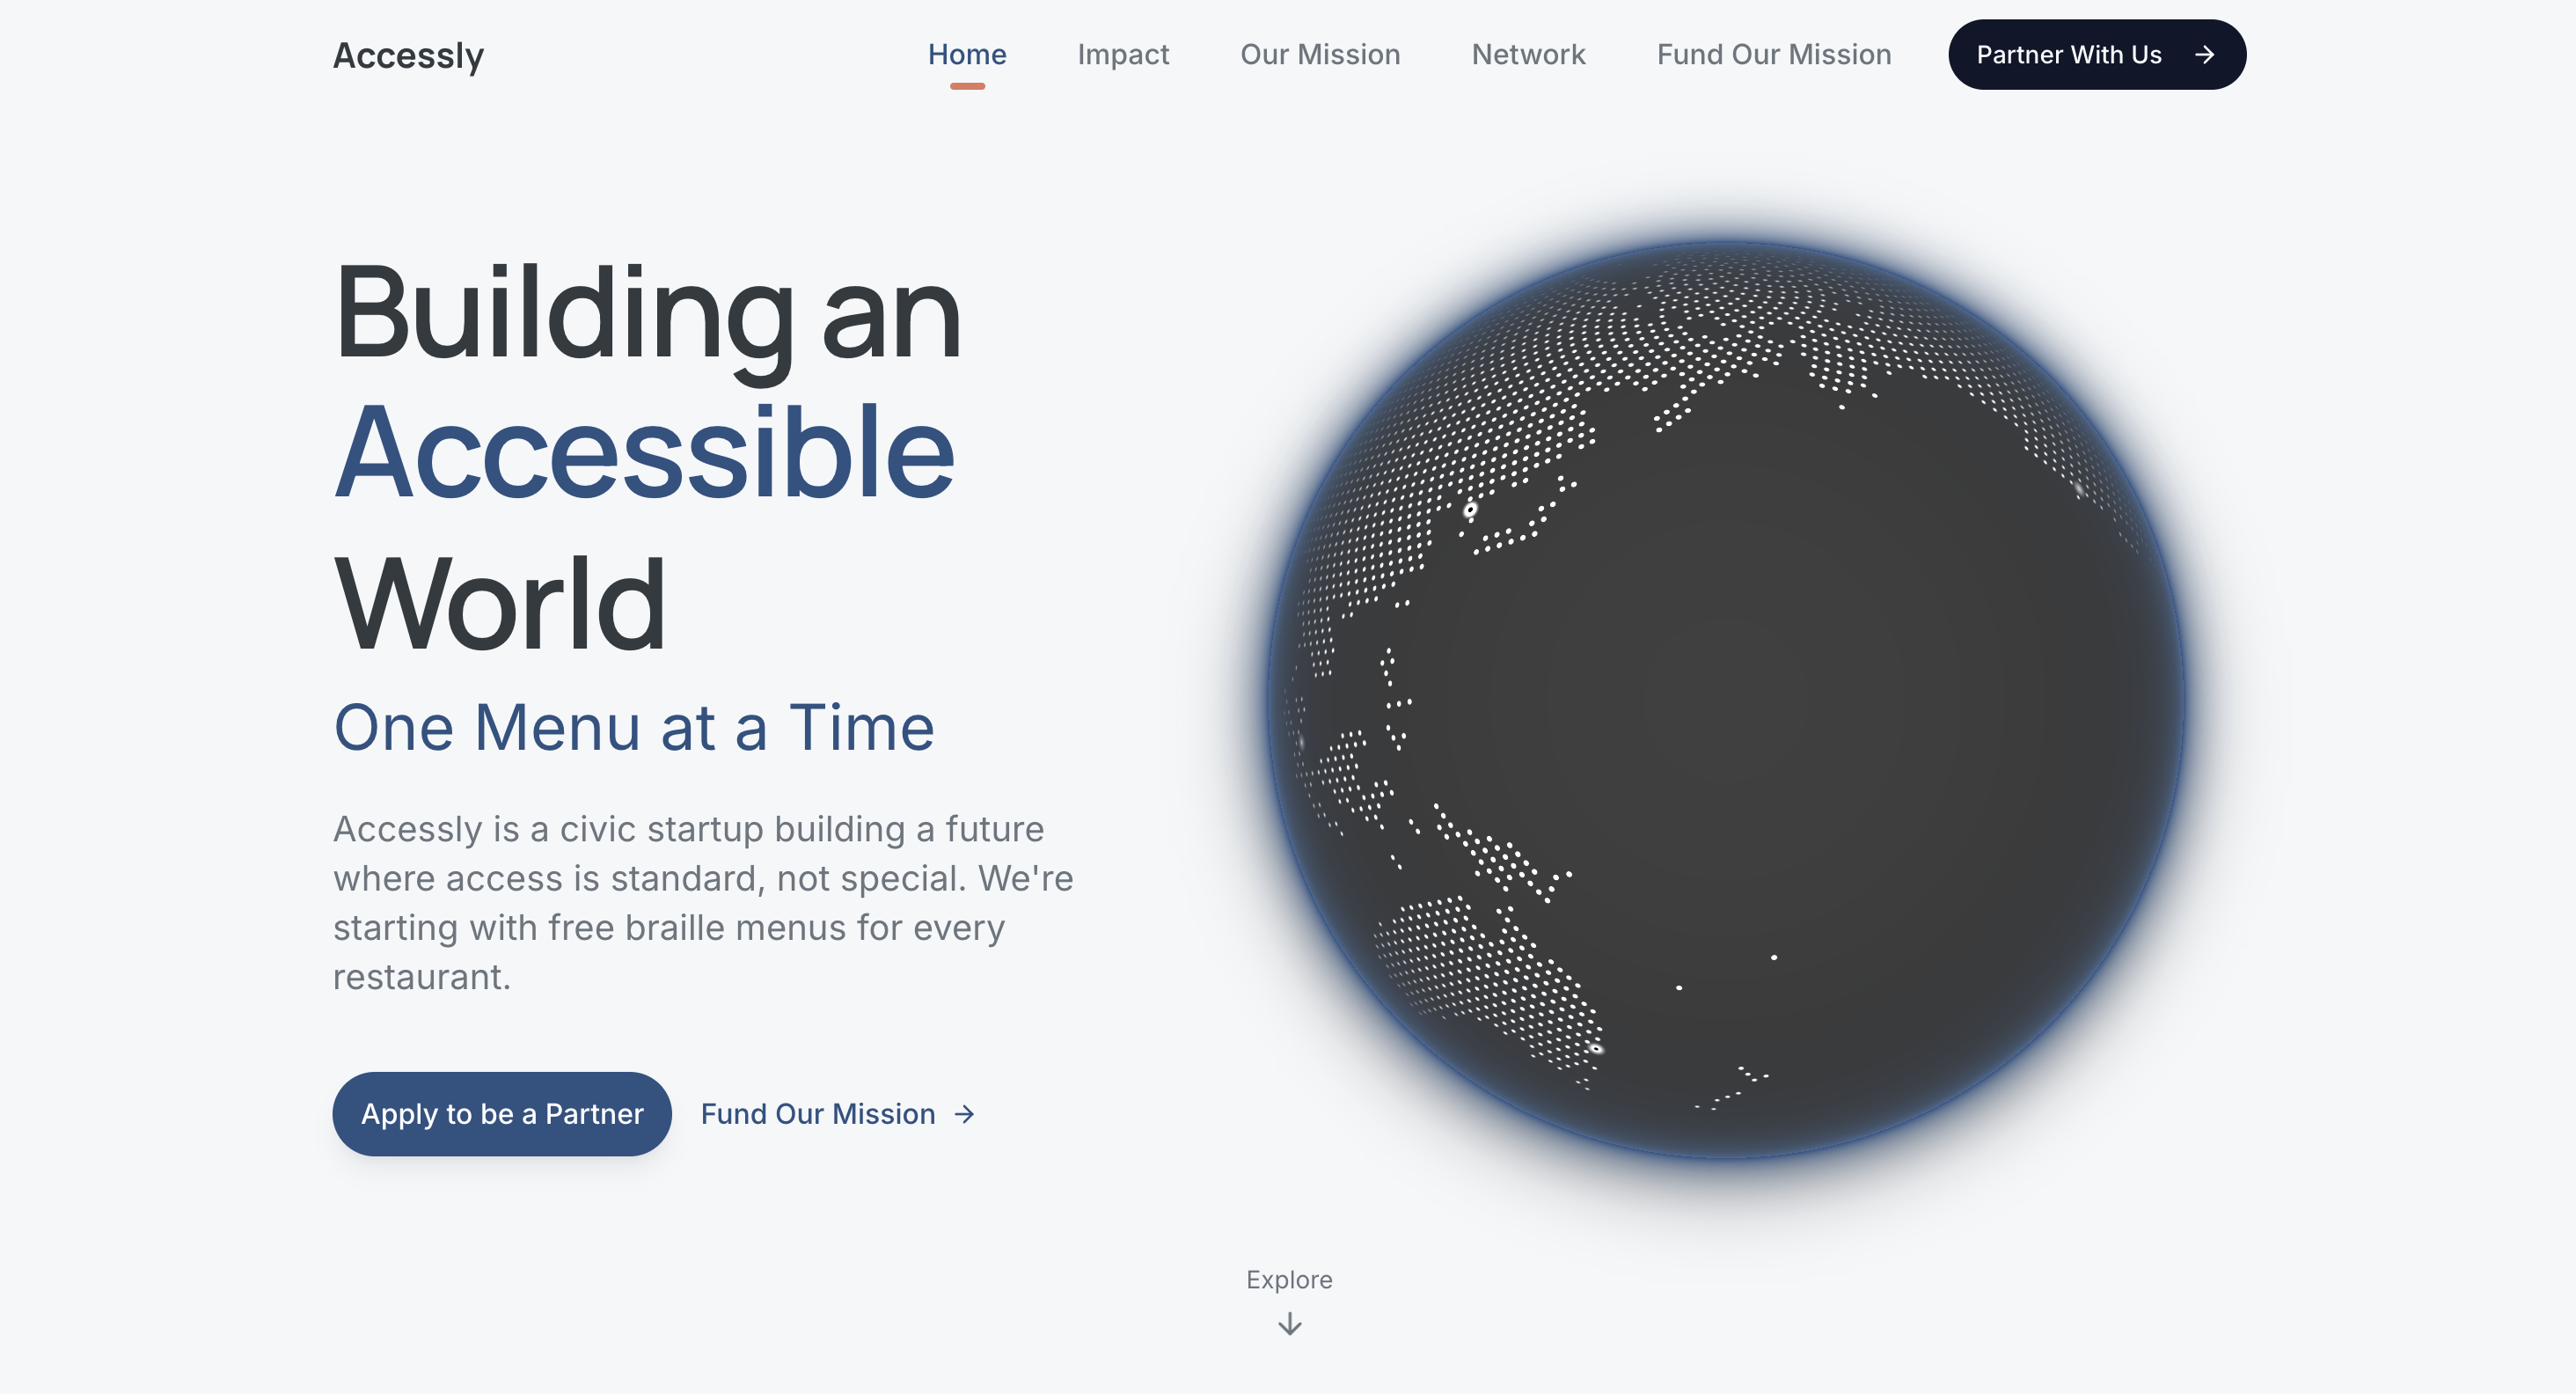 Accessly
Home
Impact
Our Mission
Network
Fund Our Mission
Partner With Us
Building an
Accessible
World
One Menu at a Time
Accessly is a civic startup building a future
where access is standard, not special. We're
starting with free braille menus for every
restaurant.
Apply to be a Partner
Fund Our Mission
Explore